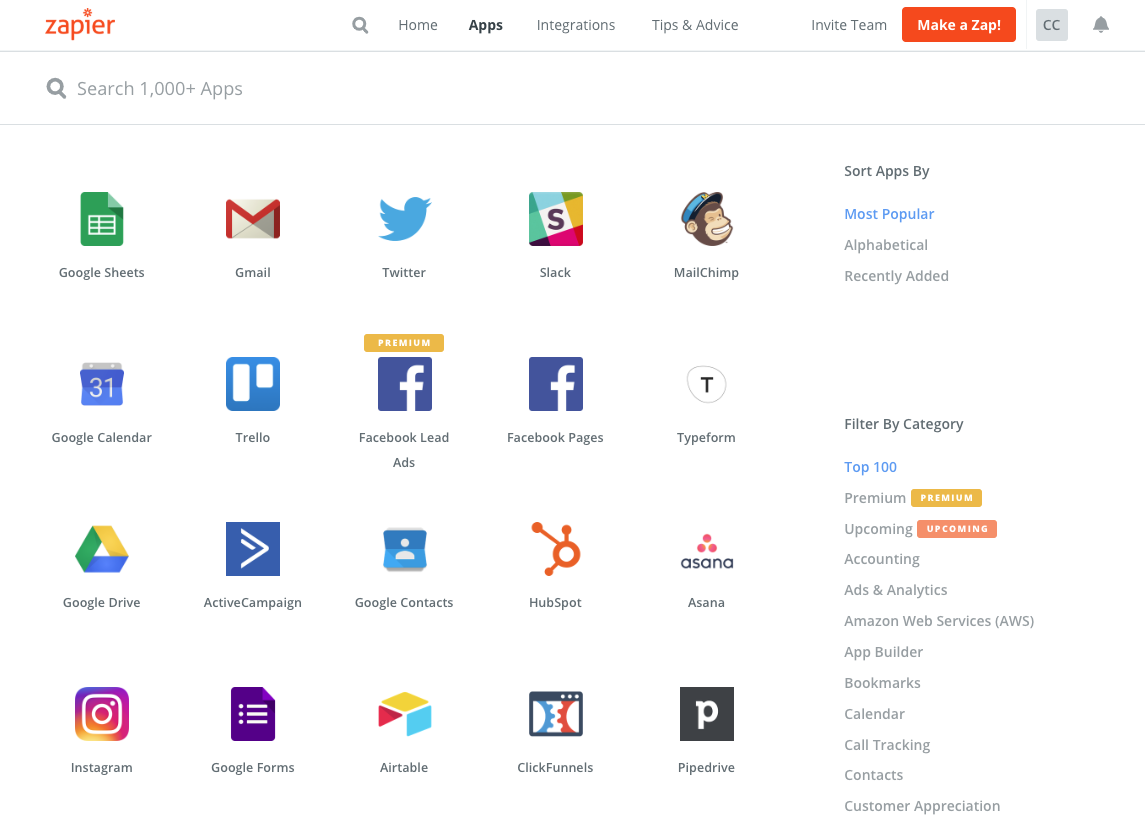 zapier
Home
Apps
Integrations
Tips & Advice
Invite Team
Make a Zap!
CC
Search 1,000+ Apps
Google Sheets
Gmail
Twitter
S
Slack
MailChimp
31
Google Calendar
Trello
PREMIUM
Facebook Lead
Ads
Facebook Pages
T
Typeform
Google Drive
ActiveCampaign
Google Contacts
HubSpot
asana
Asana
Instagram
Google Forms
Airtable
ClickFunnels
p
Pipedrive
Sort Apps By
Most Popular
Alphabetical
Recently Added
Filter By Category
Top 100
Premium PREMIUM
Upcoming UPCOMING
Accounting
Ads & Analytics
Amazon Web Services (AWS)
App Builder
Bookmarks
Calendar
Call Tracking
Contacts
Customer Appreciation